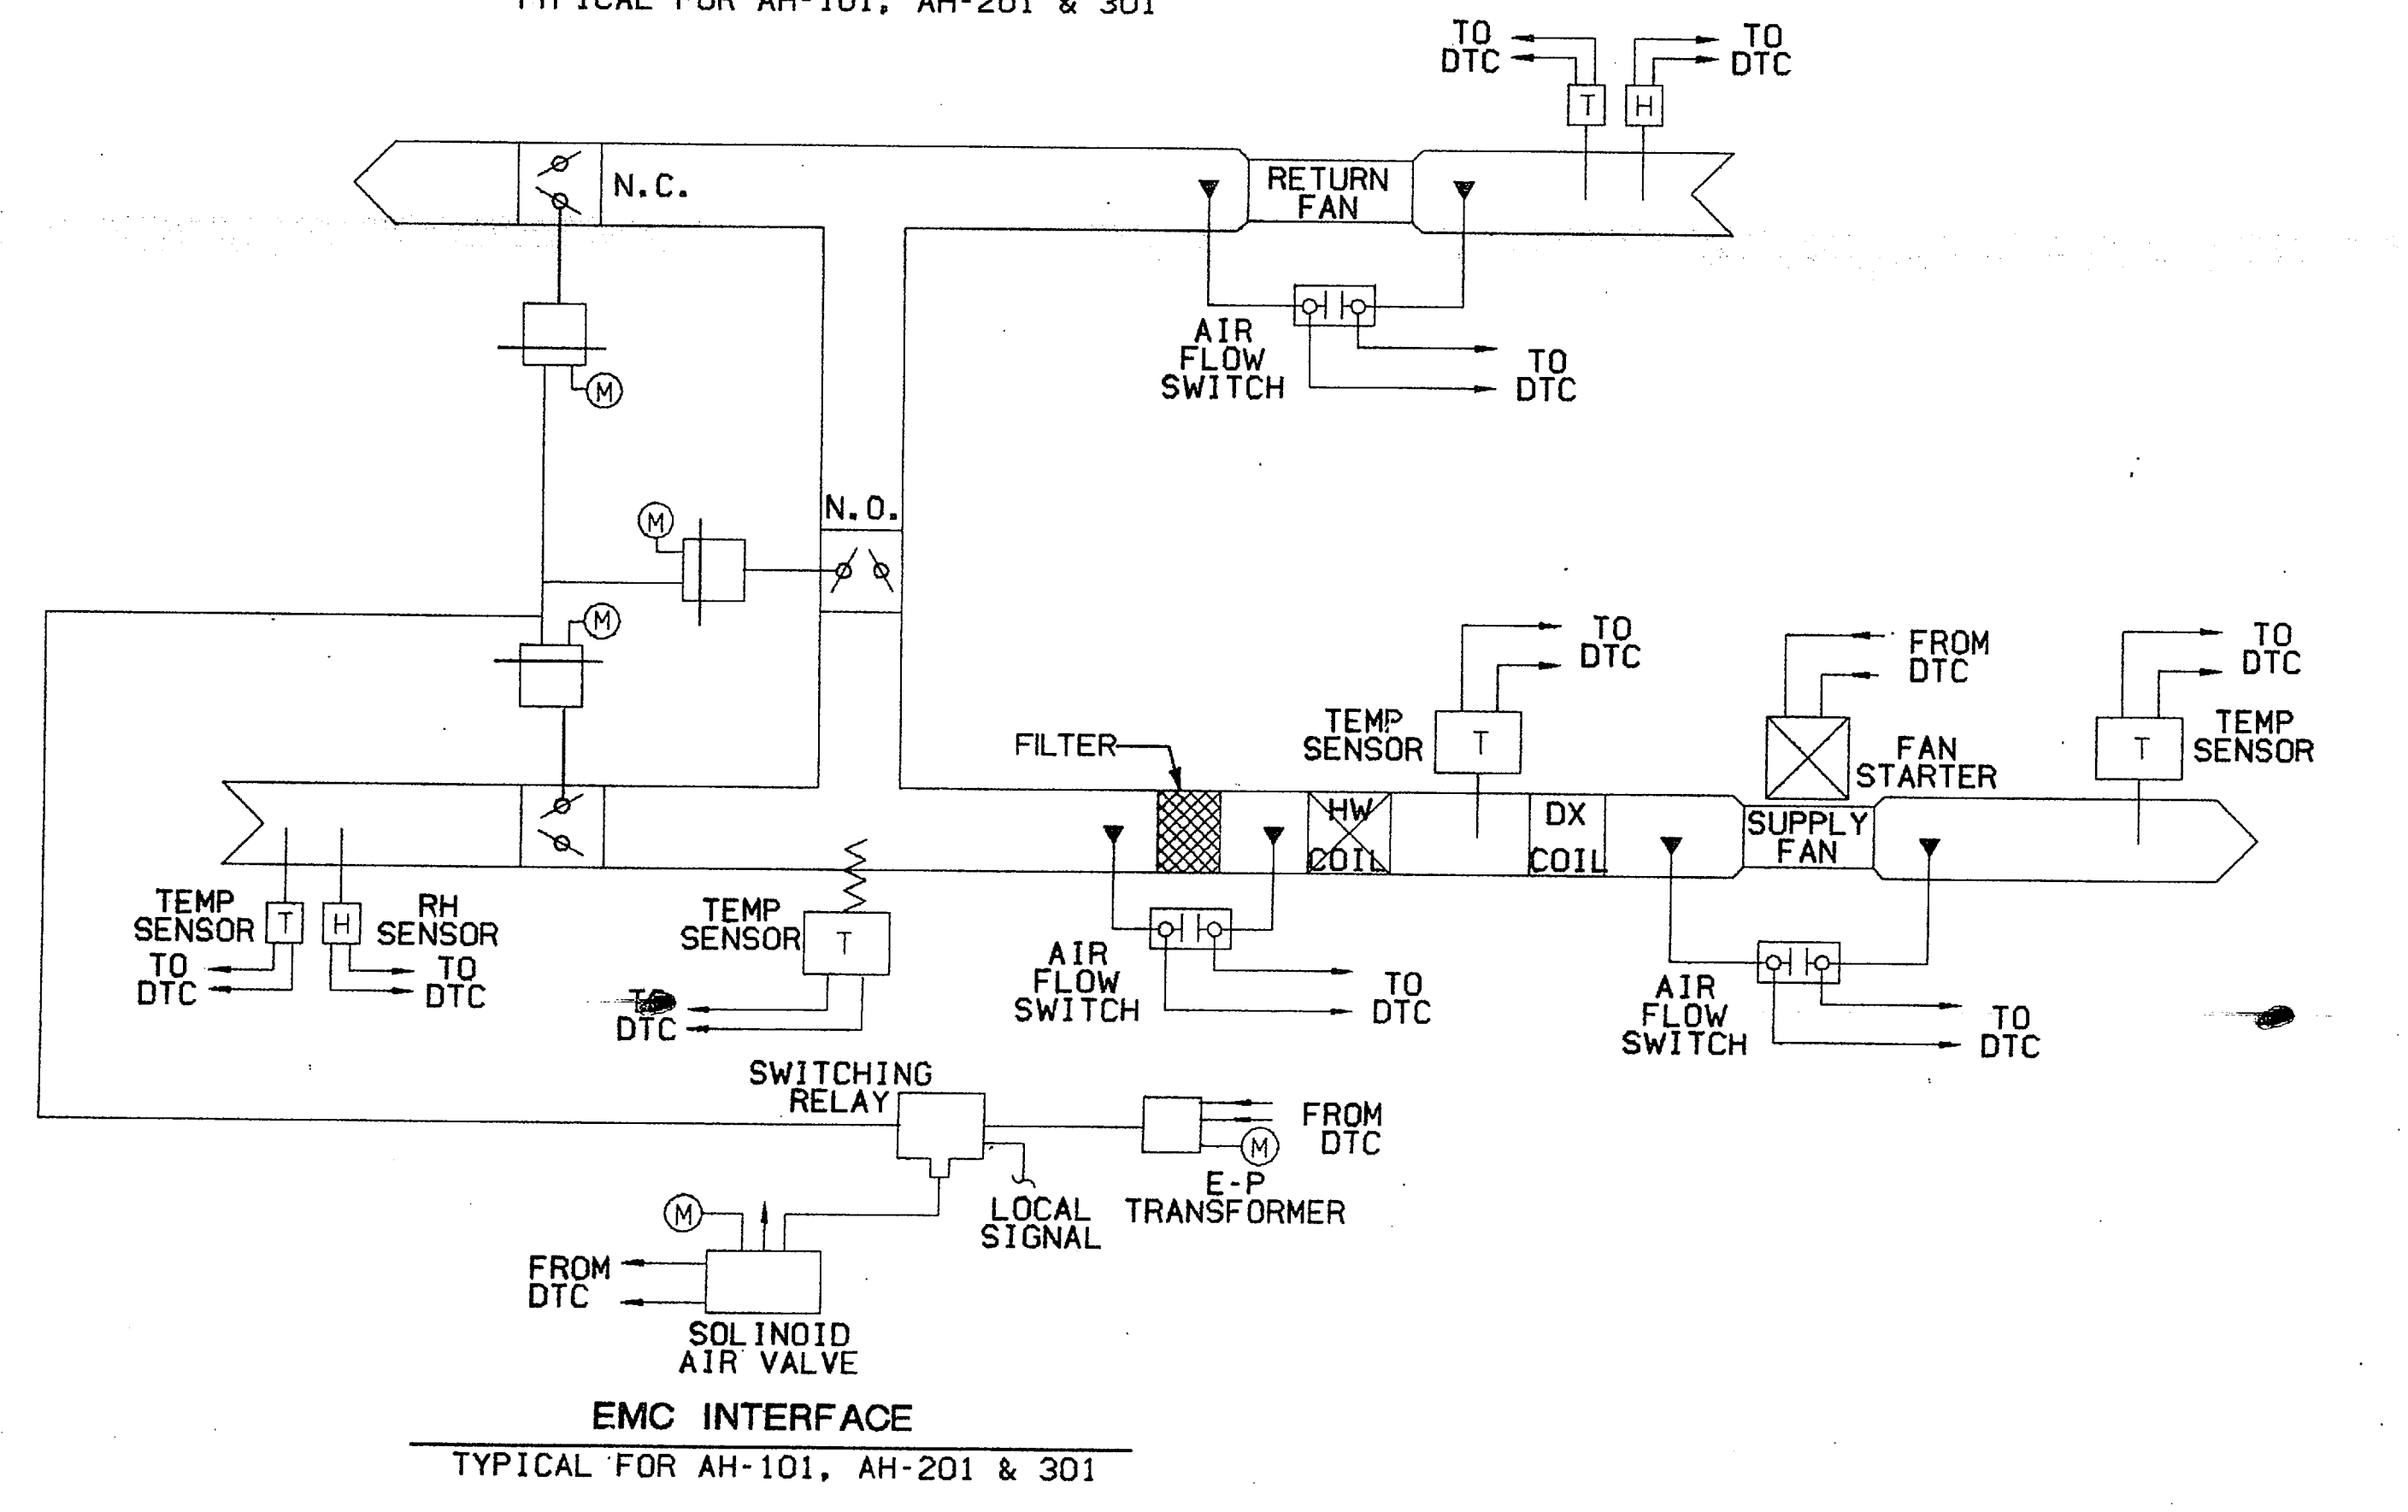 TYPICAL FOR AH-101, AH-201 & 301
TO
DTC
TO
DTC
T
H
N.C.
RETURN
FAN
AIR
FLOW
SWITCH
TO
DTC
M
M
N.O.
M
TO
DTC
FROM
DTC
TO
DTC
FILTER
TEMP
SENSOR
T
FAN
STARTER
T
TEMP
SENSOR
HW
COIL
DX
COIL
SUPPLY
FAN
TEMP
SENSOR
T
H
RH
SENSOR
TO
DTC
TO
DTC
TEMP
SENSOR
T
TO
DTC
AIR
FLOW
SWITCH
TO
DTC
AIR
FLOW
SWITCH
TO
DTC
SWITCHING
RELAY
FROM
DTC
M
E-P
TRANSFORMER
LOCAL
SIGNAL
M
FROM
DTC
SOLINOID
AIR VALVE
EMC INTERFACE
TYPICAL FOR AH-101, AH-201 & 301